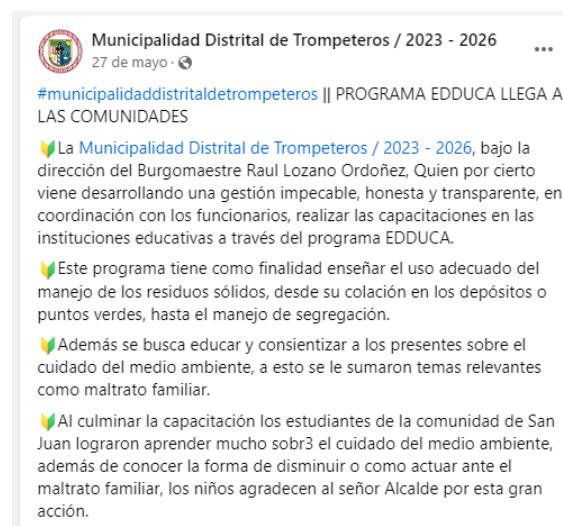 Municipalidad Distrital de Trompeteros / 2023 - 2026
27 de mayo ·
#municipalidaddistritaldetrompeteros || PROGRAMA EDDUCA LLEGA A
LAS COMUNIDADES
🔰La Municipalidad Distrital de Trompeteros / 2023 - 2026, bajo la
dirección del Burgomaestre Raul Lozano Ordoñez, Quien por cierto
viene desarrollando una gestión impecable, honesta y transparente, en
coordinación con los funcionarios, realizar las capacitaciones en las
instituciones educativas a través del programa EDDUCA.
🔰Este programa tiene como finalidad enseñar el uso adecuado del
manejo de los residuos sólidos, desde su colación en los depósitos o
puntos verdes, hasta el manejo de segregación.
🔰Además se busca educar y consientizar a los presentes sobre el
cuidado del medio ambiente, a esto se le sumaron temas relevantes
como maltrato familiar.
🔰Al culminar la capacitación los estudiantes de la comunidad de San
Juan lograron aprender mucho sobr3 el cuidado del medio ambiente,
además de conocer la forma de disminuir o como actuar ante el
maltrato familiar, los niños agradecen al señor Alcalde por esta gran
acción.